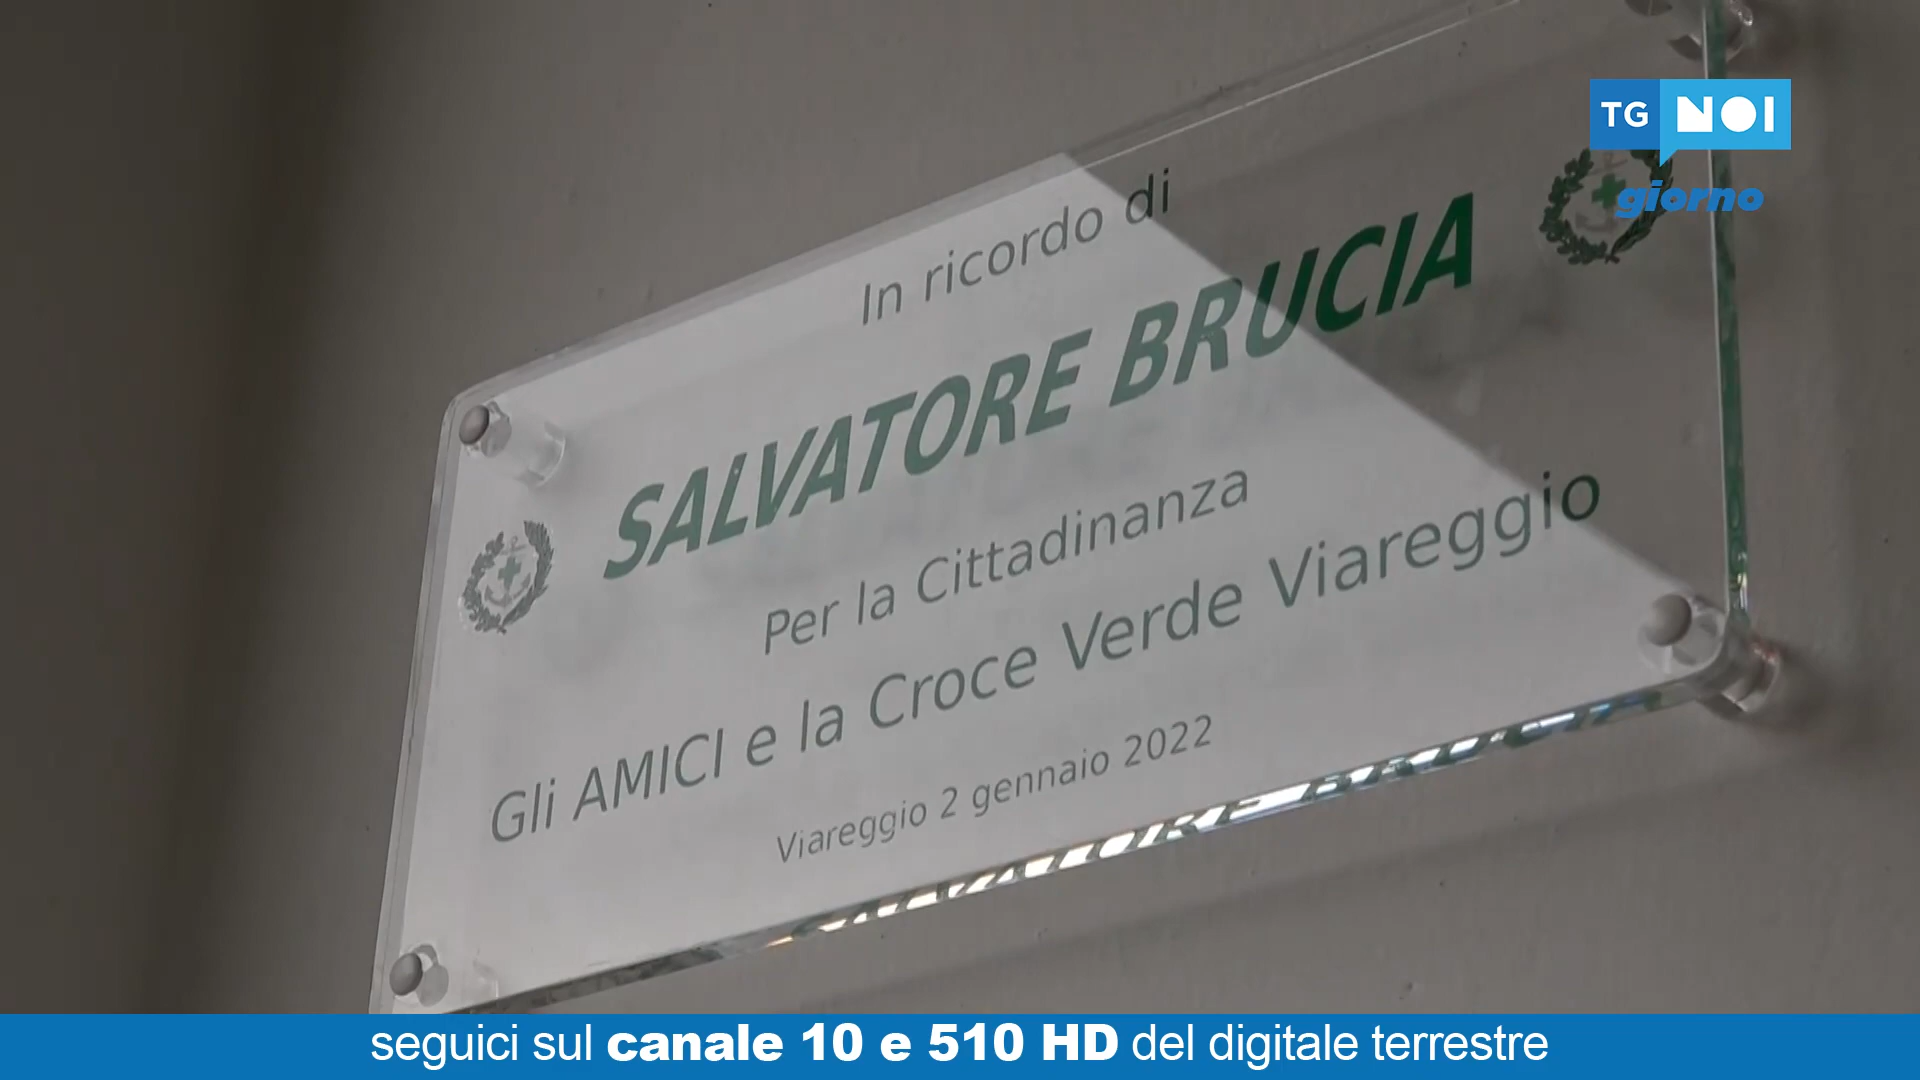 TG NOI
giorno
In ricordo di
SALVATORE BRUCIA
Per la Cittadinanza
Gli AMICI e la Croce Verde Viareggio
Viareggio 2 gennaio 2022
seguici sul canale 10 e 510 HD del digitale terrestre